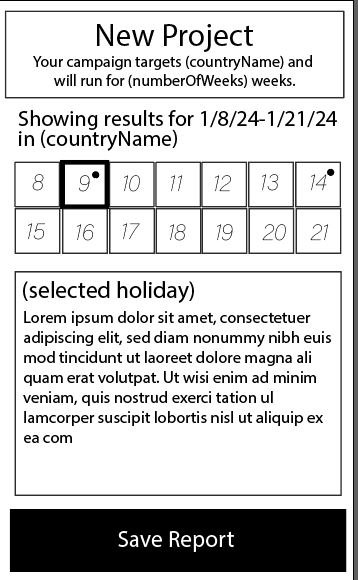 New Project
Your campaign targets (countryName) and
will run for (numberOfWeeks) weeks.
Showing results for 1/8/24-1/21/24
in (countryName)
8 9 10 11 12 13 14
15 16 17 18 19 20 21
(selected holiday)
Lorem ipsum dolor sit amet, consectetuer
adipiscing elit, sed diam nonummy nibh euis
mod tincidunt ut laoreet dolore magna ali
quam erat volutpat. Ut wisi enim ad minim
veniam, quis nostrud exerci tation ul
lamcorper suscipit lobortis nisl ut aliquip ex
ea com
Save Report